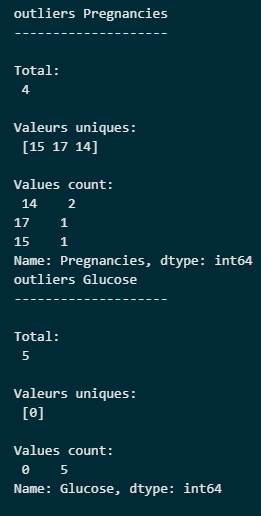 outliers Pregnancies
--------------------
Total:
 4
Valeurs uniques:
 [15 17 14]
Values count:
 14    2
17    1
15    1
Name: Pregnancies, dtype: int64
outliers Glucose
--------------------
Total:
 5
Valeurs uniques:
 [0]
Values count:
 0    5
Name: Glucose, dtype: int64